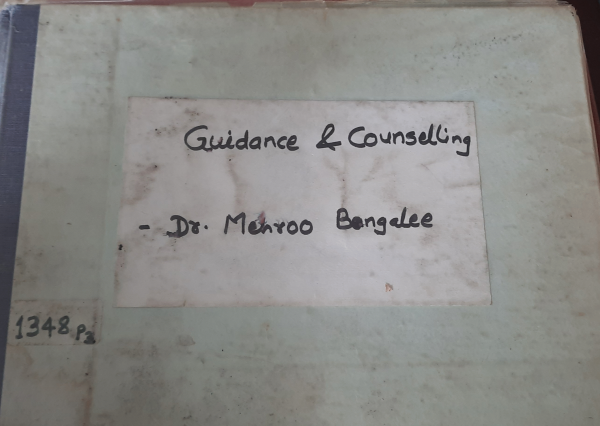 Guidance & Counselling
- Dr. Mehroo Bengalee
1348 P3